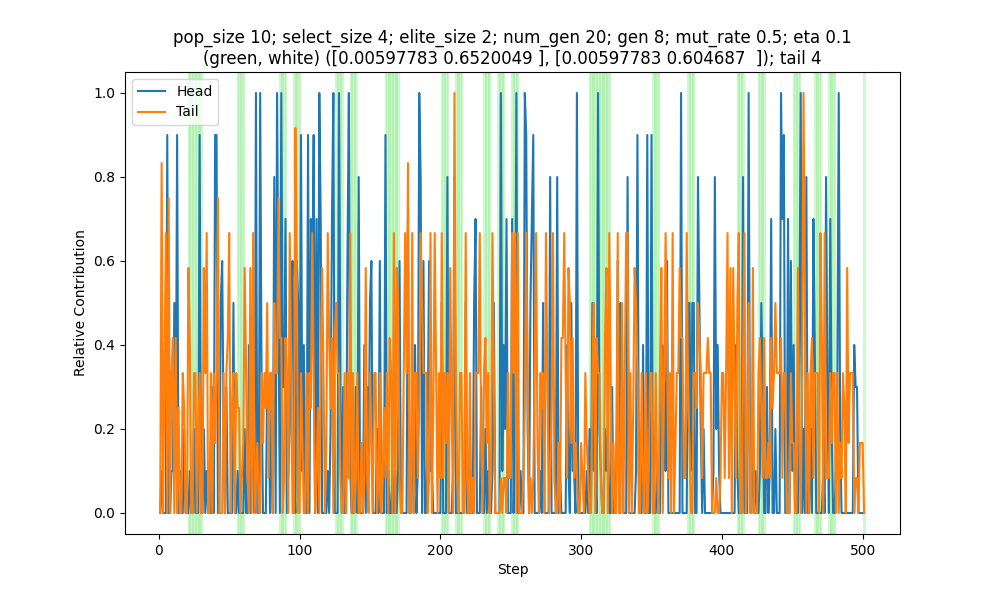 pop_size 10; select_size 4; elite_size 2; num_gen 20; gen 8; mut_rate 0.5; eta 0.1
(green, white) ([0.00597783 0.6520049 ], [0.00597783 0.604687  ]); tail 4
Head
Tail
1.0
0.8
0.6
0.4
0.2
0.0
Relative Contribution
0 100 200 300 400 500
Step